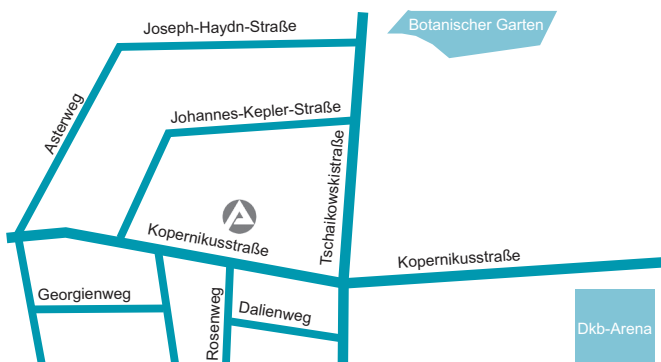 Joseph-Haydn-Straße
Botanischer Garten
Asterweg
Johannes-Kepler-Straße
Tschaikowskistraße
Kopernikusstraße
Kopernikusstraße
Georgienweg
Rosenweg
Dalienweg
Dkb-Arena